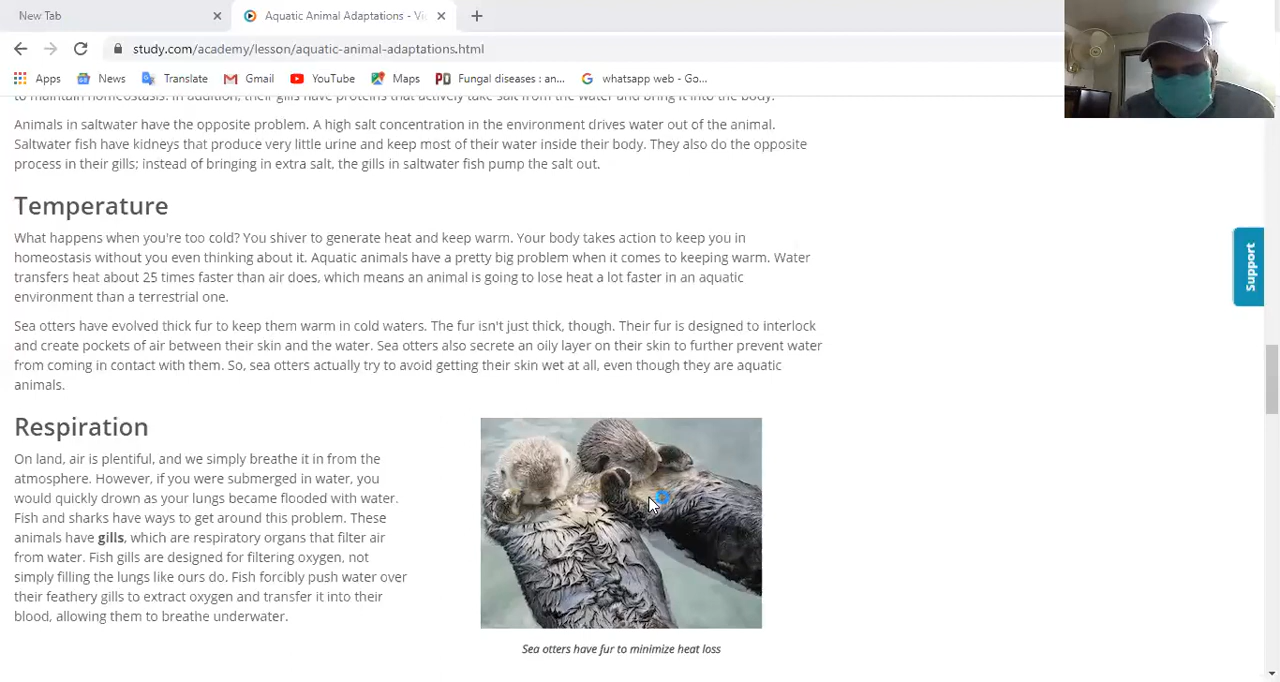 New Tab
Aquatic Animal Adaptations - Vi
study.com/academy/lesson/aquatic-animal-adaptations.html
Apps News Translate Gmail YouTube Maps Fungal diseases : an... whatsapp web - Go...
to maintain homeostasis. In addition, their gills have proteins that actively take salt from the water and bring it into the body.
Animals in saltwater have the opposite problem. A high salt concentration in the environment drives water out of the animal.
Saltwater fish have kidneys that produce very little urine and keep most of their water inside their body. They also do the opposite
process in their gills; instead of bringing in extra salt, the gills in saltwater fish pump the salt out.
Temperature
What happens when you're too cold? You shiver to generate heat and keep warm. Your body takes action to keep you in
homeostasis without you even thinking about it. Aquatic animals have a pretty big problem when it comes to keeping warm. Water
transfers heat about 25 times faster than air does, which means an animal is going to lose heat a lot faster in an aquatic
environment than a terrestrial one.
Sea otters have evolved thick fur to keep them warm in cold waters. The fur isn't just thick, though. Their fur is designed to interlock
and create pockets of air between their skin and the water. Sea otters also secrete an oily layer on their skin to further prevent water
from coming in contact with them. So, sea otters actually try to avoid getting their skin wet at all, even though they are aquatic
animals.
Respiration
On land, air is plentiful, and we simply breathe it in from the
atmosphere. However, if you were submerged in water, you
would quickly drown as your lungs became flooded with water.
Fish and sharks have ways to get around this problem. These
animals have gills, which are respiratory organs that filter air
from water. Fish gills are designed for filtering oxygen, not
simply filling the lungs like ours do. Fish forcibly push water over
their feathery gills to extract oxygen and transfer it into their
blood, allowing them to breathe underwater.
Sea otters have fur to minimize heat loss
Support